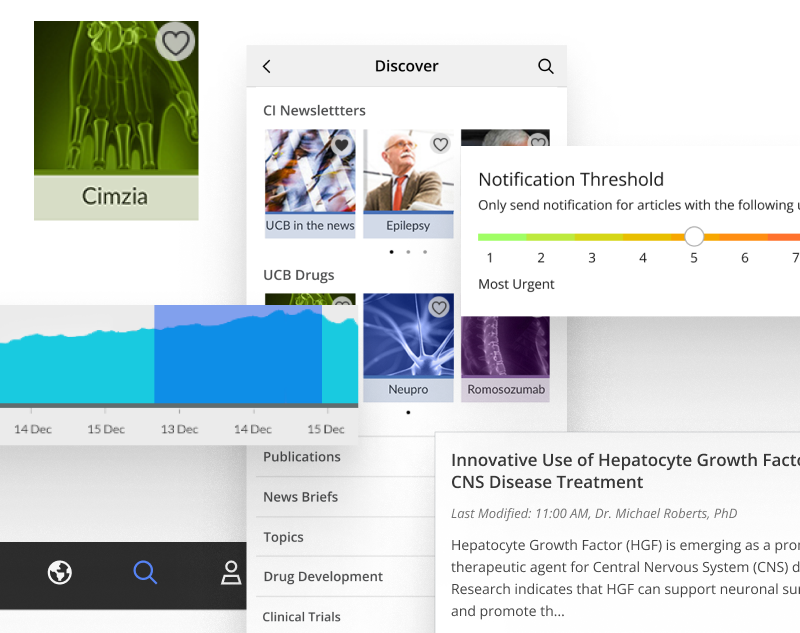 Cimzia
Discover
CI Newslettters
UCB in the news
Epilepsy
UCB Drugs
Neupro
Romosozumab
Notification Threshold
Only send notification for articles with the following
1 2 3 4 5 6 7
Most Urgent
14 Dec 15 Dec 13 Dec 14 Dec 15 Dec
Publications
News Briefs
Topics
Drug Development
Clinical Trials
Innovative Use of Hepatocyte Growth Facto
CNS Disease Treatment
Last Modified: 11:00 AM, Dr. Michael Roberts, PhD
Hepatocyte Growth Factor (HGF) is emerging as a pro
therapeutic agent for Central Nervous System (CNS) d
Research indicates that HGF can support neuronal su
and promote th...